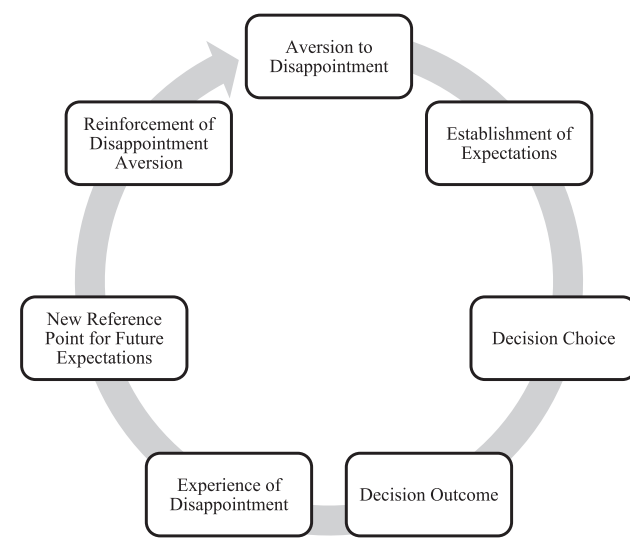 Aversion to
Disappointment
Establishment of
Expectations
Decision Choice
Decision Outcome
Experience of
Disappointment
New Reference
Point for Future
Expectations
Reinforcement of
Disappointment
Aversion